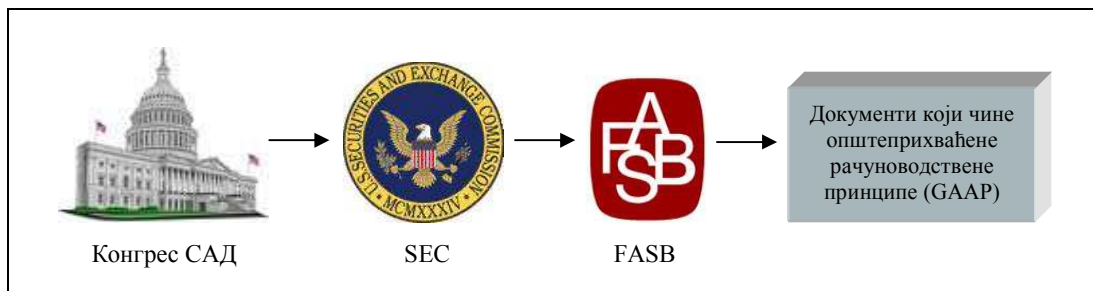 U.S. SECURITIES AND EXCHANGE COMMISSION
MCMXXXIV
FASB
Документи који чине
општеприхваћене
рачуноводствене
принципе (GAAP)
Конгрес САД
SEC
FASB